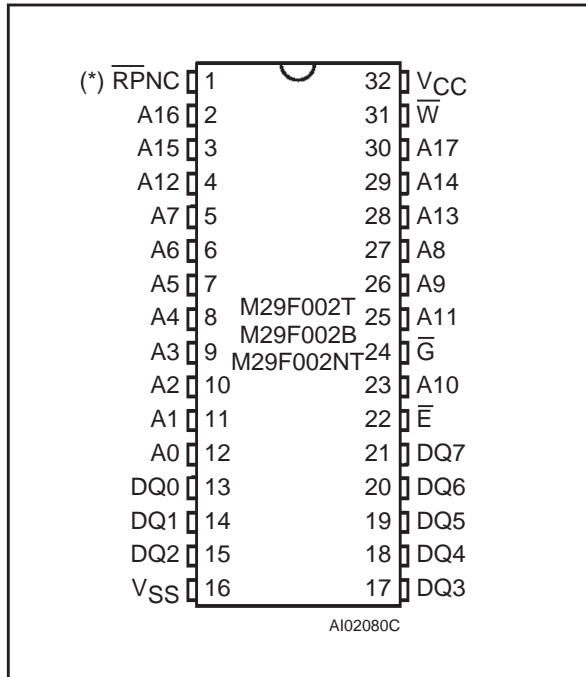 (*) R̅P̅NC 1 32 VCC
A16 2 31 W̅
A15 3 30 A17
A12 4 29 A14
A7 5 28 A13
A6 6 27 A8
A5 7 26 A9
A4 8 M29F002T 25 A11
M29F002B
A3 9 M29F002NT 24 G̅
A2 10 23 A10
A1 11 22 E̅
A0 12 21 DQ7
DQ0 13 20 DQ6
DQ1 14 19 DQ5
DQ2 15 18 DQ4
VSS 16 17 DQ3
AI02080C